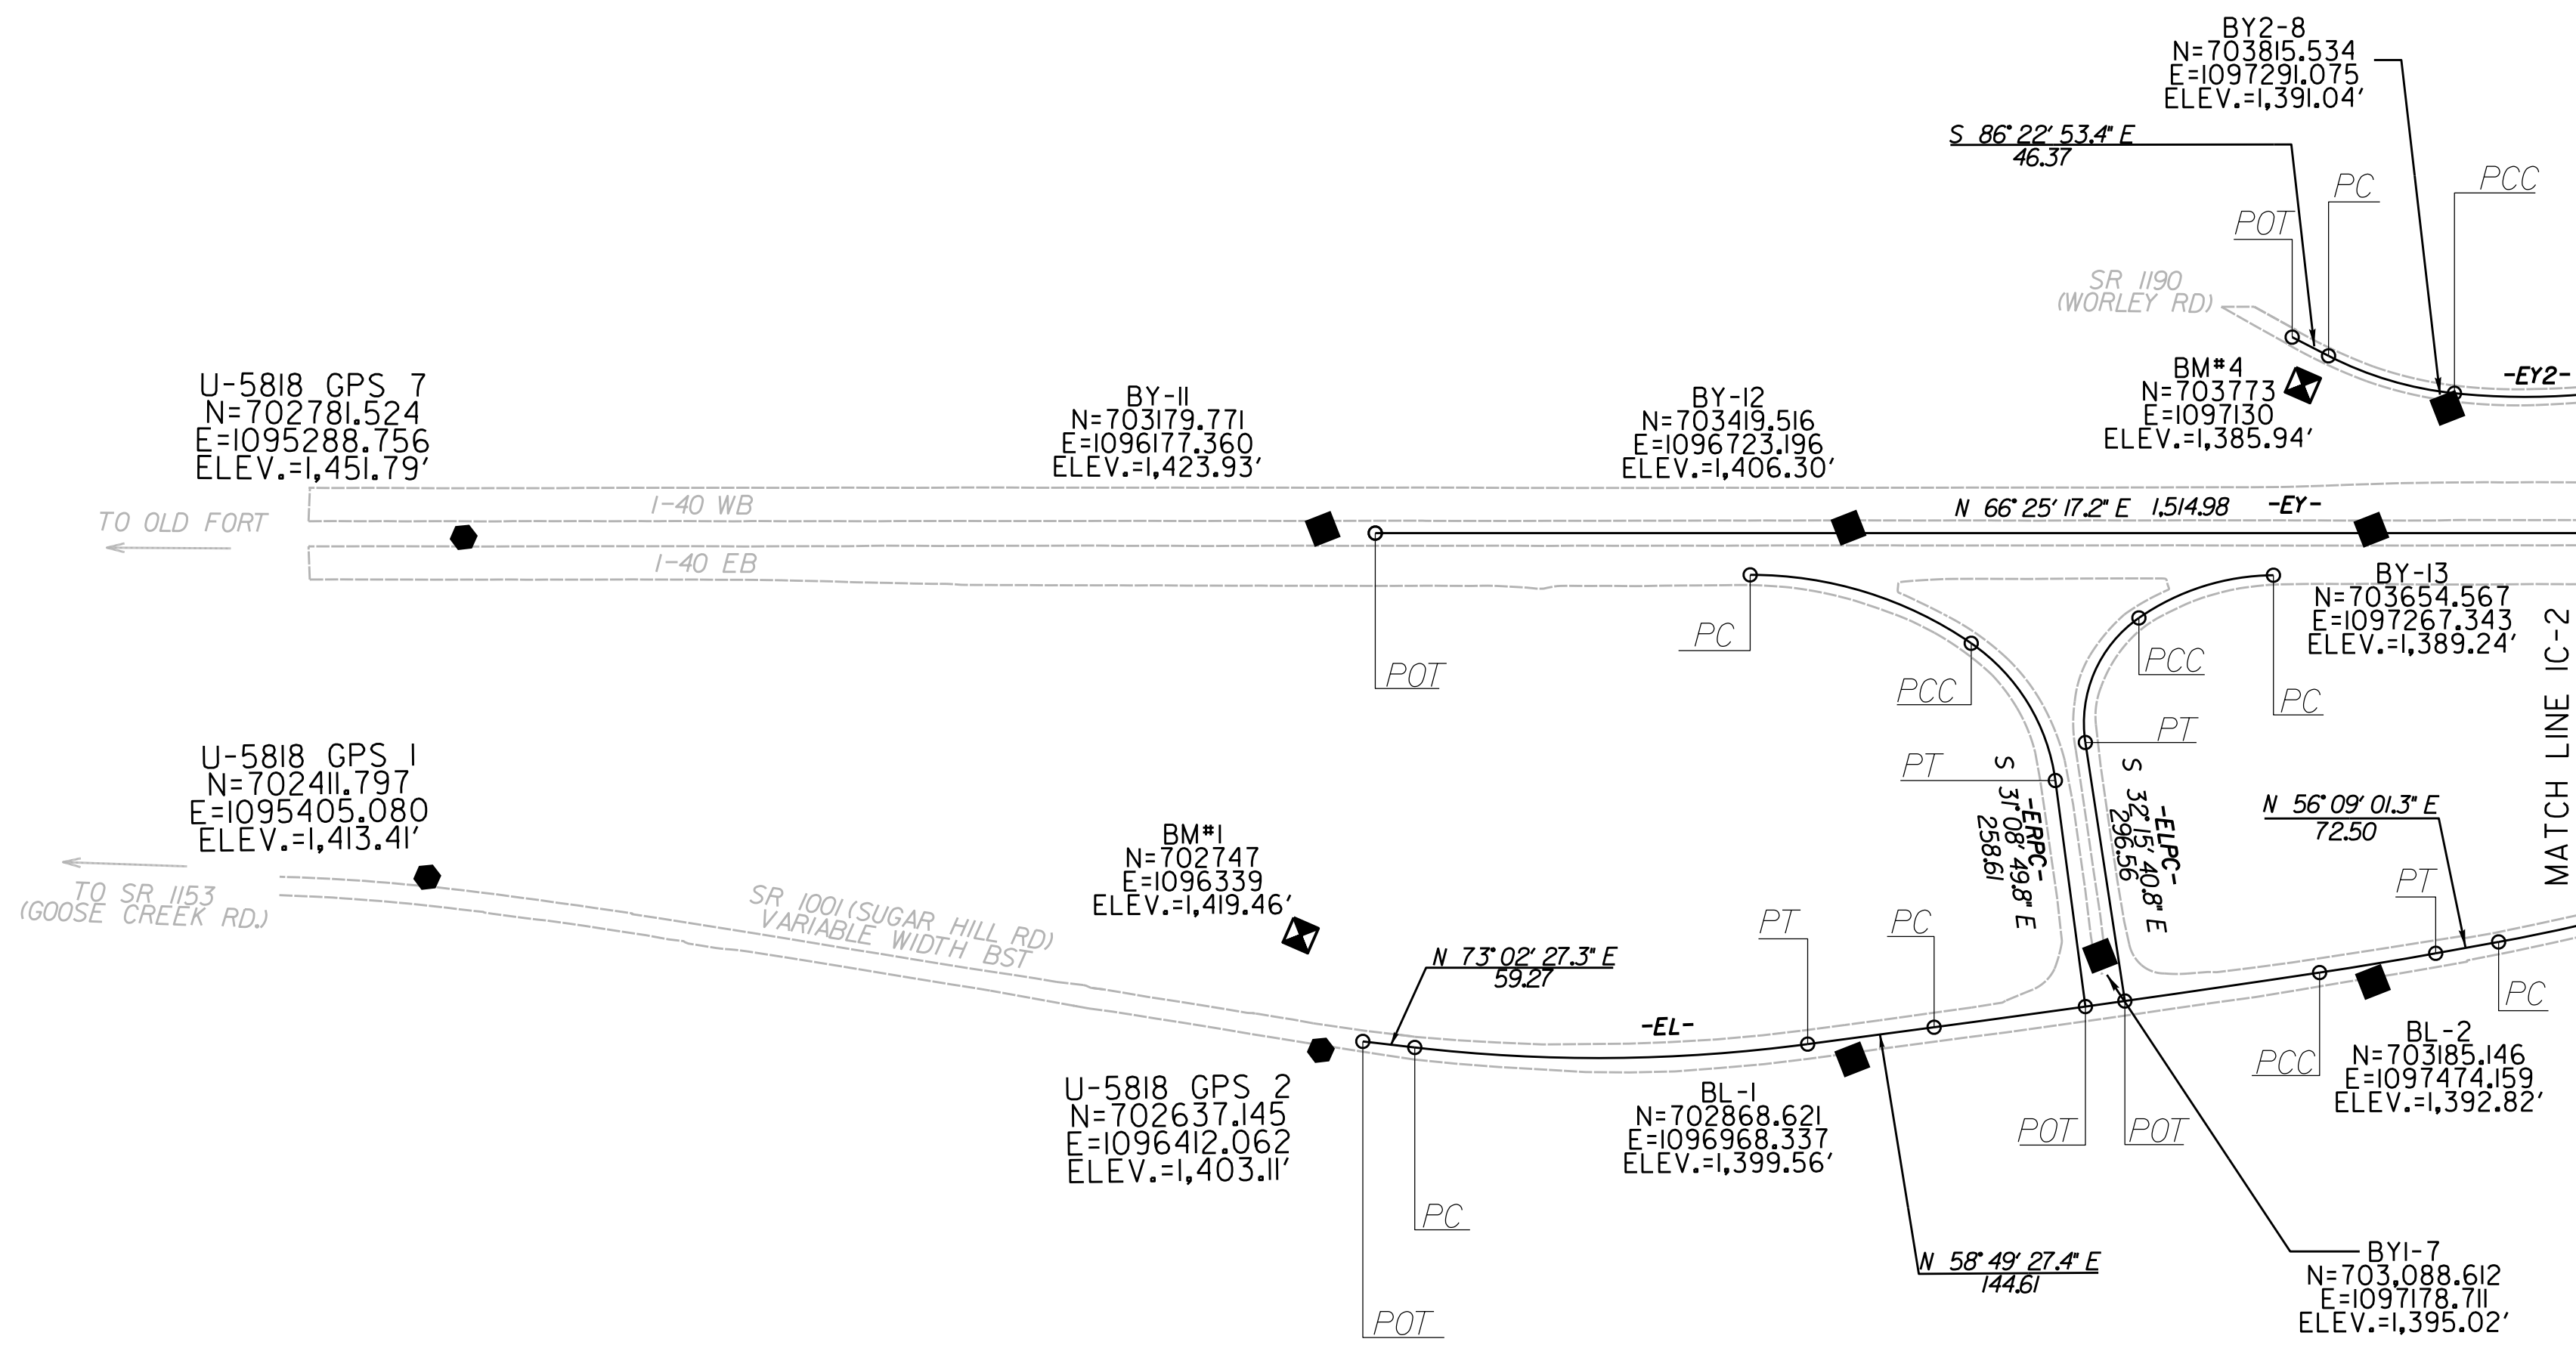 BY2-8
N=703815.534
E=1097291.075
ELEV.=1,391.04'
S 86° 22' 53.4" E
46.37
PC
PCC
POT
SR 1190
(WORLEY RD)
BM#4
N=703773
E=1097130
ELEV.=1,385.94'
-EY2-
U-5818 GPS 7
N=702781.524
E=1095288.756
ELEV.=1,451.79'
BY-11
N=703179.771
E=1096177.360
ELEV.=1,423.93'
BY-12
N=703419.516
E=1096723.196
ELEV.=1,406.30'
I-40 WB
N 66° 25' 17.2" E 1,514.98
-EY-
TO OLD FORT
I-40 EB
BY-13
N=703654.567
E=1097267.343
ELEV.=1,389.24'
PC
POT
PCC
PCC
PC
PT
PT
MATCH LINE IC-2
U-5818 GPS 1
N=702411.797
E=1095405.080
ELEV.=1,413.41'
TO SR 1153
(GOOSE CREEK RD.)
SR 1001 (SUGAR HILL RD)
VARIABLE WIDTH BST
BM#1
N=702747
E=1096339
ELEV.=1,419.46'
-ERPC-
S 31° 08' 49.8" E
258.61
-ELPC-
S 32° 15' 40.8" E
296.56
N 56° 09' 01.3" E
72.50
PT
PT
PC
N 73° 02' 27.3" E
59.27
-EL-
PC
PCC
BL-2
N=703185.146
E=1097474.159
ELEV.=1,392.82'
U-5818 GPS 2
N=702637.145
E=1096412.062
ELEV.=1,403.11'
BL-1
N=702868.621
E=1096968.337
ELEV.=1,399.56'
POT
POT
PC
N 58° 49' 27.4" E
144.61
BY1-7
N=703,088.612
E=1097178.711
ELEV.=1,395.02'
POT